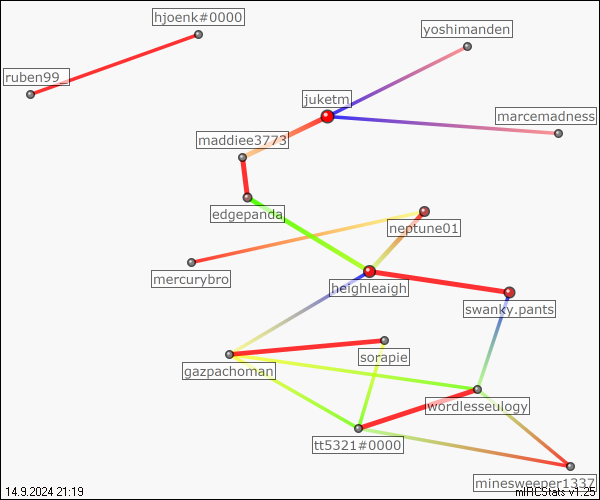 hjoenk#0000
yoshimanden
ruben99_
juketm
marcemadness
maddiee3773
edgepanda
neptune01
mercurybro
heighleaigh
swanky.pants
sorapie
gazpachoman
wordlesseulogy
tt5321#0000
minesweeper1337
14.9.2024 21:19
mIRCStats v1.25